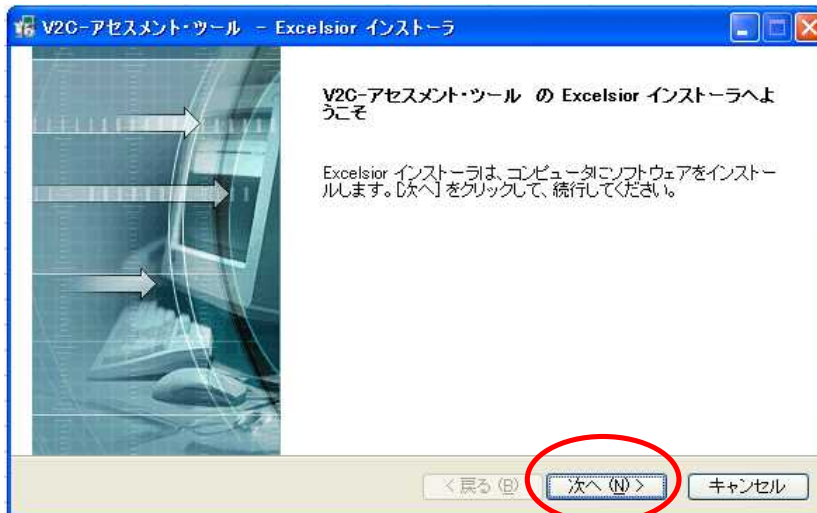 V2C-アセスメント・ツール - Excelsior インストーラ
V2C-アセスメント・ツール の Excelsior インストーラへよ
うこそ
Excelsior インストーラは、コンピュータにソフトウェアをインストー
ルします。[次へ] をクリックして、続行してください。
< 戻る (B) 次へ (N) > キャンセル